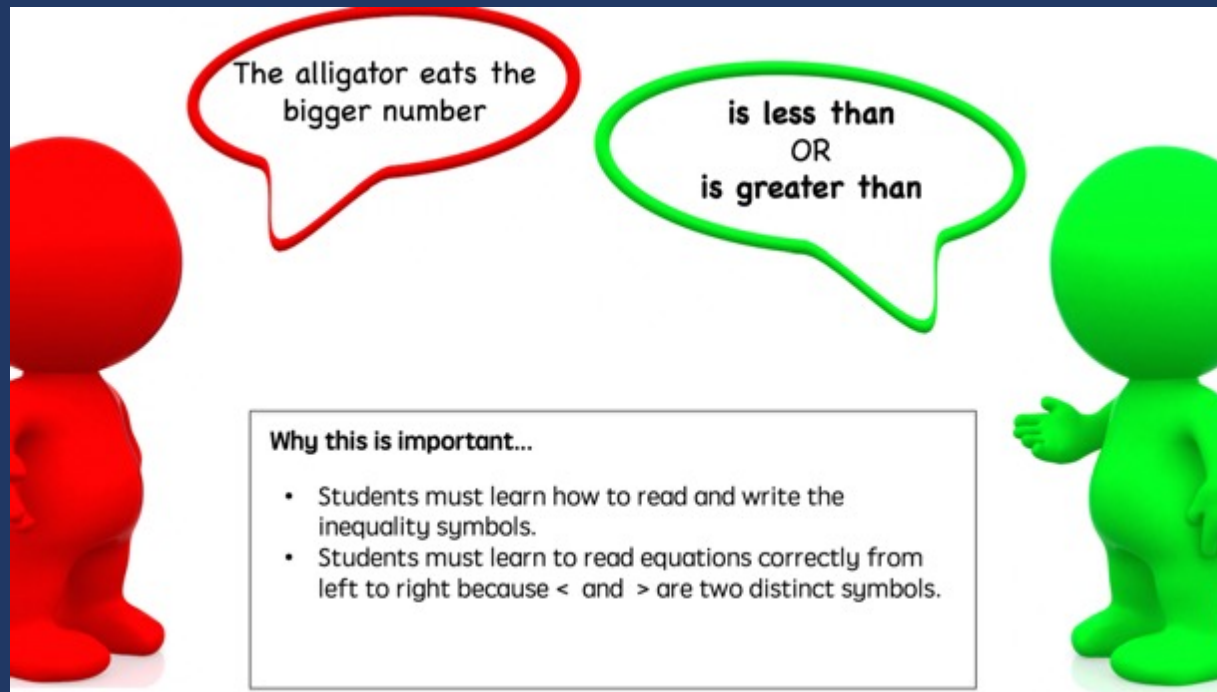 The alligator eats the
bigger number
is less than
OR
is greater than
Why this is important...
• Students must learn how to read and write the
inequality symbols.
• Students must learn to read equations correctly from
left to right because < and > are two distinct symbols.